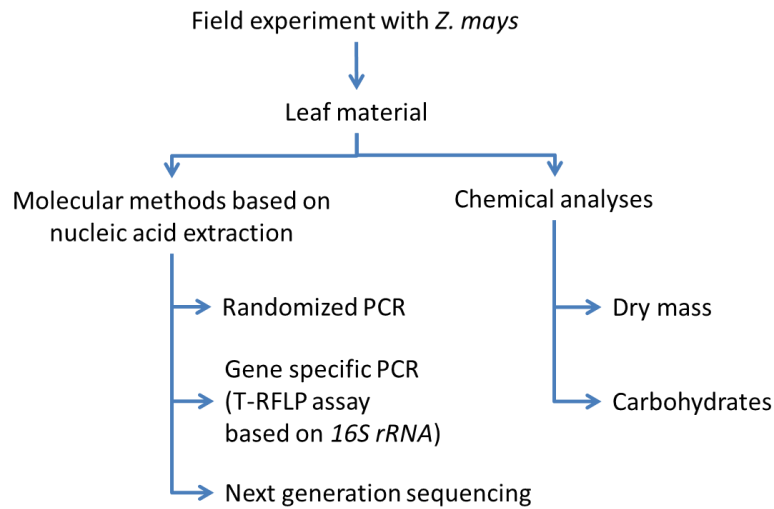 Field experiment with Z. mays
Leaf material
Molecular methods based on
nucleic acid extraction
Randomized PCR
Gene specific PCR
(T-RFLP assay
based on 16S rRNA)
Next generation sequencing
Chemical analyses
Dry mass
Carbohydrates